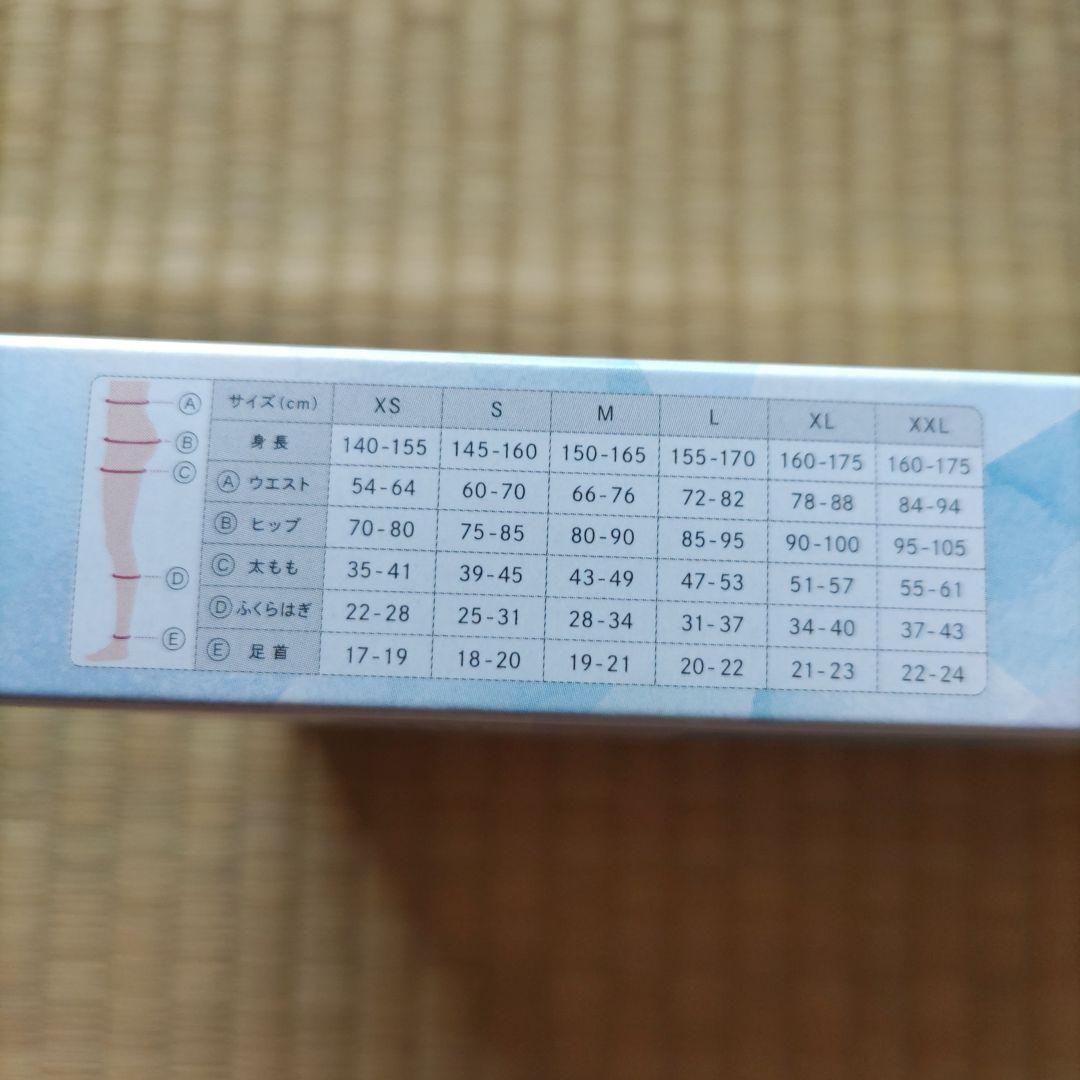 サイズ(cm) XS S M L XL XXL
身長 140-155 145-160 150-165 155-170 160-175 160-175
Ⓐ ウエスト 54-64 60-70 66-76 72-82 78-88 84-94
Ⓑ ヒップ 70-80 75-85 80-90 85-95 90-100 95-105
Ⓒ 太もも 35-41 39-45 43-49 47-53 51-57 55-61
Ⓓ ふくらはぎ 22-28 25-31 28-34 31-37 34-40 37-43
Ⓔ 足首 17-19 18-20 19-21 20-22 21-23 22-24
Ⓐ
Ⓑ
Ⓒ
Ⓓ
Ⓔ